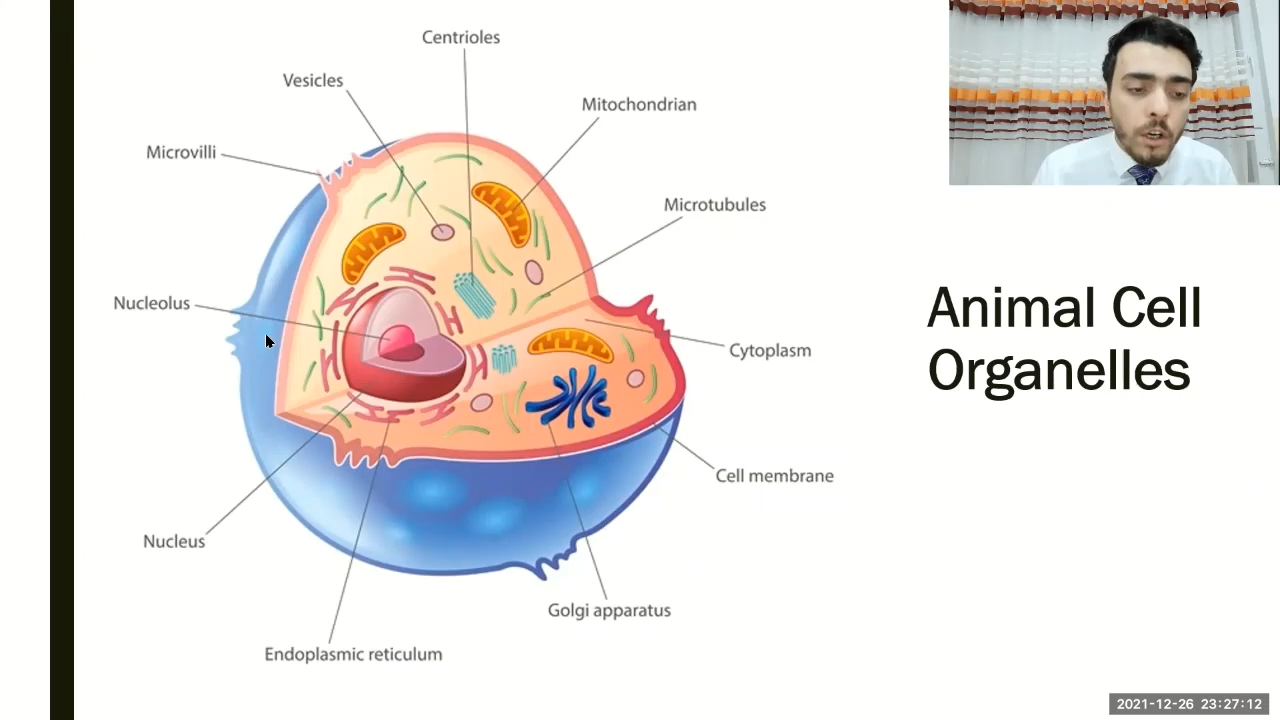 Centrioles
Vesicles
Mitochondrian
Microvilli
Microtubules
Nucleolus
Cytoplasm
Cell membrane
Nucleus
Golgi apparatus
Endoplasmic reticulum
Animal Cell
Organelles
2021-12-26 23:27:12